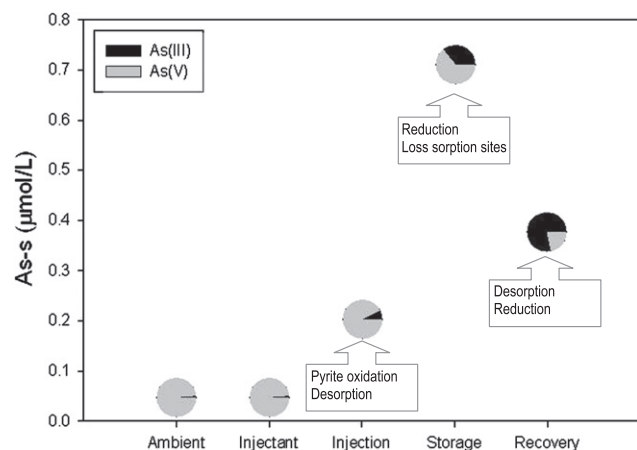 0.8
As(III)
As(V)
0.7
Reduction
Loss sorption sites
0.6
0.5
As-s (µmol/L)
0.4
0.3
Desorption
Reduction
0.2
Pyrite oxidation
Desorption
0.1
0.0
Ambient Injectant Injection Storage Recovery